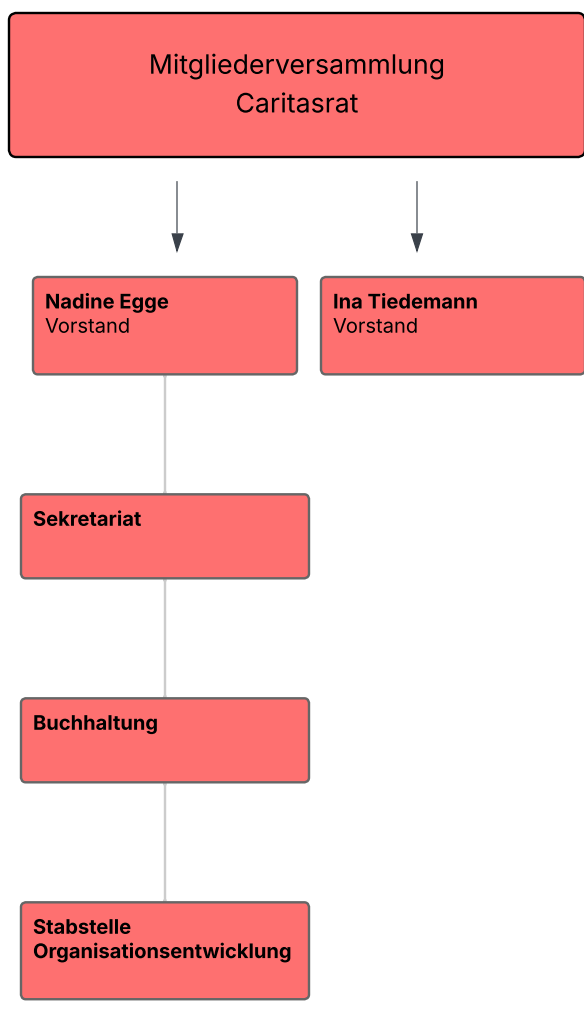 Mitgliederversammlung
Caritasrat
Nadine Egge
Vorstand
Ina Tiedemann
Vorstand
Sekretariat
Buchhaltung
Stabstelle
Organisationsentwicklung